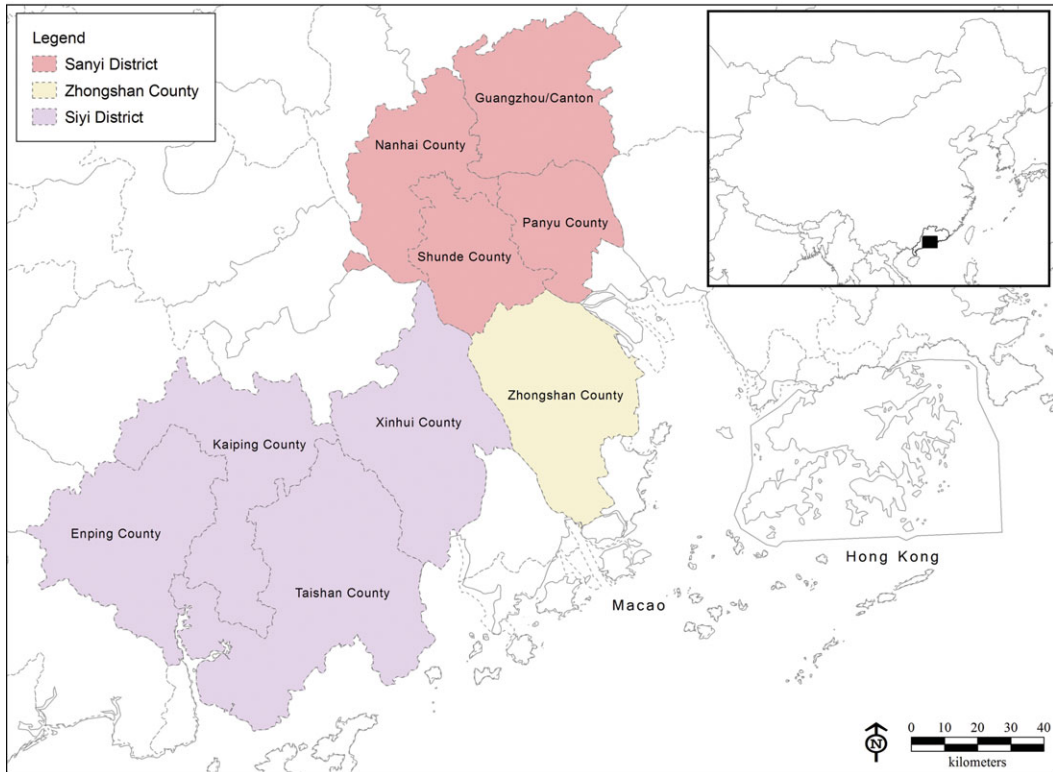 Legend
Sanyi District
Zhongshan County
Siyi District
Guangzhou/Canton
Nanhai County
Panyu County
Shunde County
Zhongshan County
Xinhui County
Kaiping County
Enping County
Taishan County
Hong Kong
Macao
N
0 10 20 30 40
kilometers